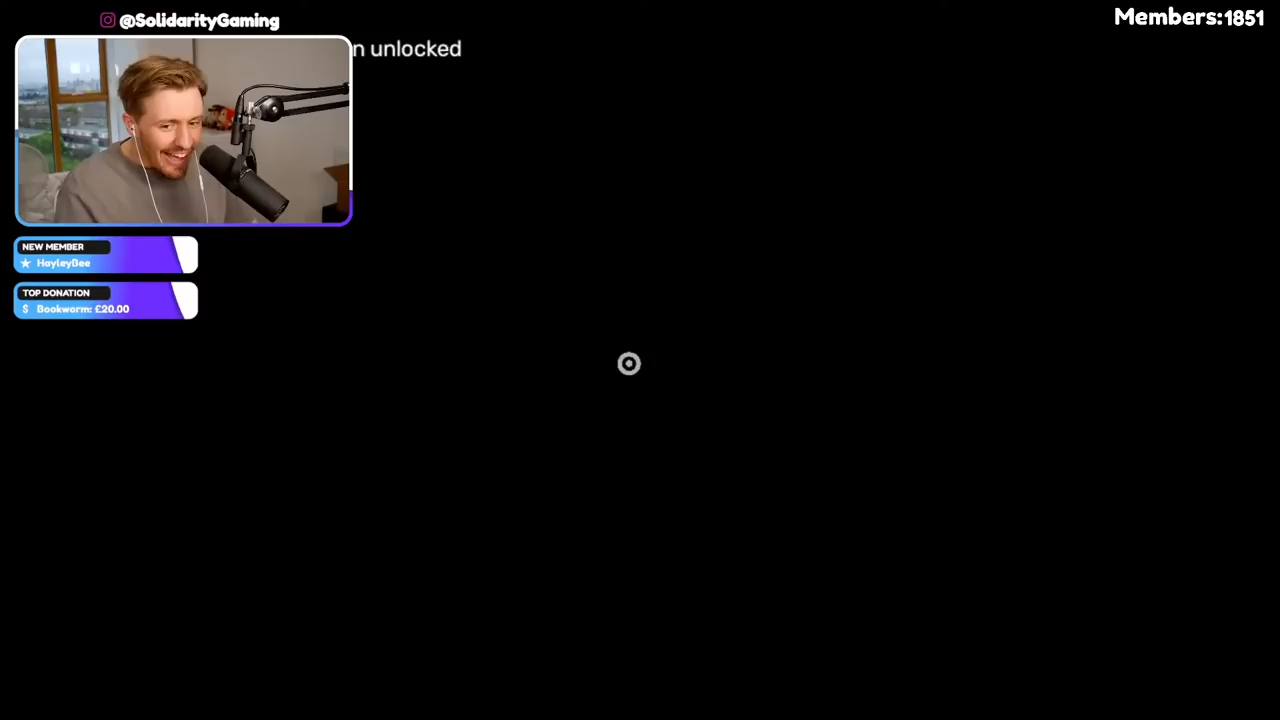 @SolidarityGaming
Members:1851
n unlocked
NEW MEMBER
HayleyBee
TOP DONATION
$ Bookworm: £20.00